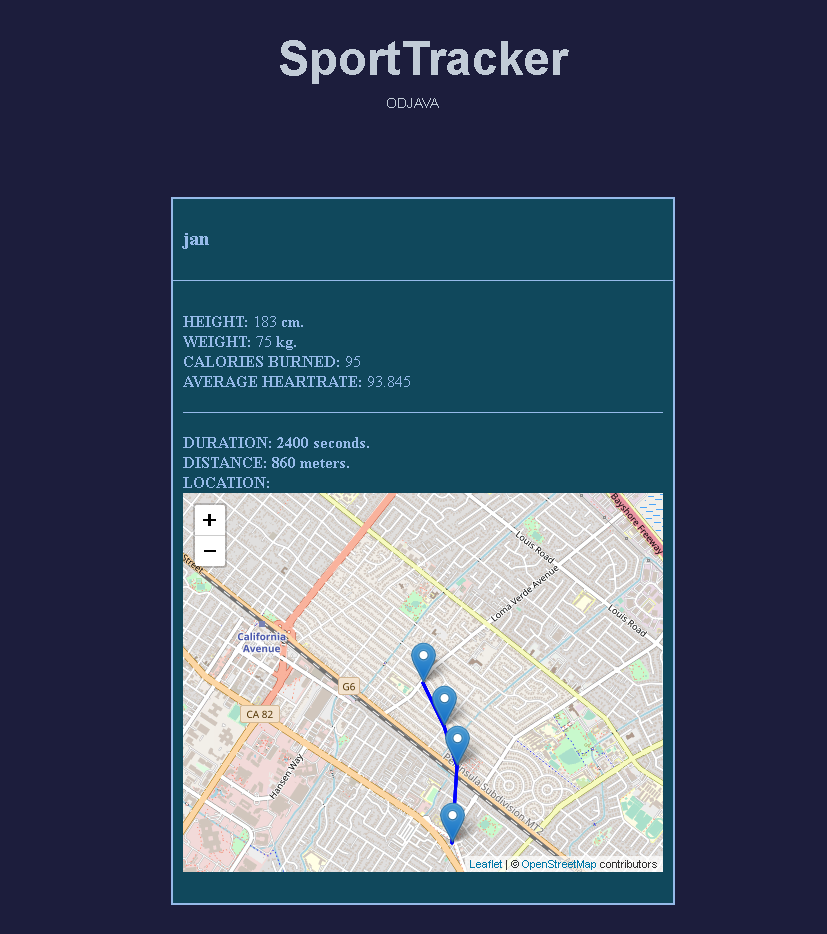 SportTracker
ODJAVA
jan
HEIGHT: 183 cm.
WEIGHT: 75 kg.
CALORIES BURNED: 95
AVERAGE HEARTRATE: 93.845
DURATION: 2400 seconds.
DISTANCE: 860 meters.
LOCATION:
+
−
Bayshore Freeway
Louis Road
Loma Verde Avenue
Louis Road
Street
California
Avenue
G6
CA 82
Hansen Way
Peninsula Subdivision MT2
Leaflet | © OpenStreetMap contributors